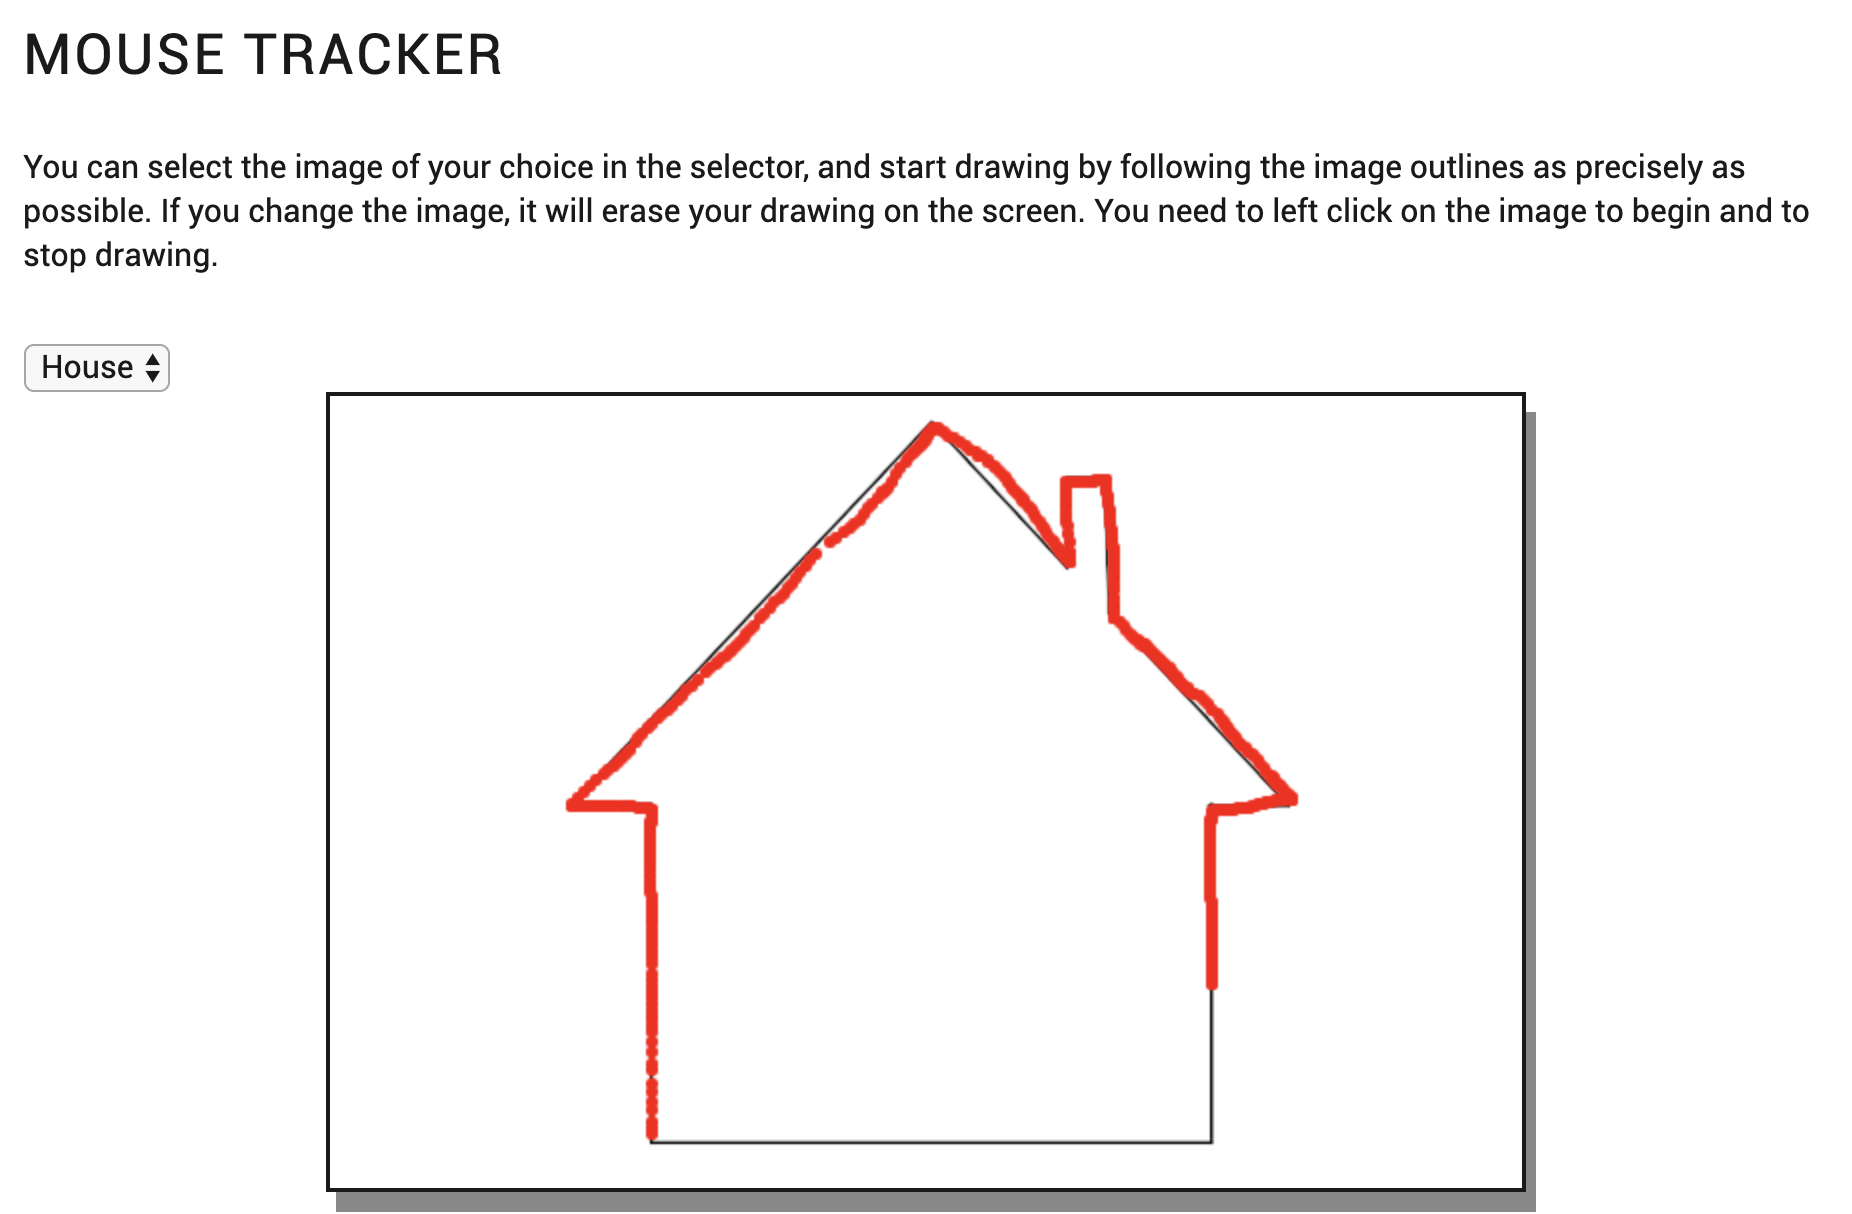 MOUSE TRACKER
You can select the image of your choice in the selector, and start drawing by following the image outlines as precisely as
possible. If you change the image, it will erase your drawing on the screen. You need to left click on the image to begin and to
stop drawing.
House